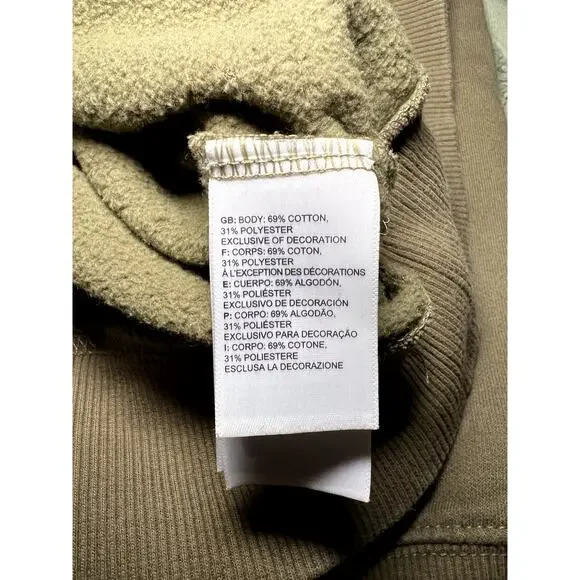 GB: BODY: 69% COTTON,
31% POLYESTER
EXCLUSIVE OF DECORATION
F: CORPS: 69% COTON,
31% POLYESTER
À L'EXCEPTION DES DÉCORATIONS
E: CUERPO: 69% ALGODÓN,
31% POLIÉSTER
EXCLUSIVO DE DECORACIÓN
P: CORPO: 69% ALGODÃO,
31% POLIÉSTER
EXCLUSIVO PARA DECORAÇÃO
I: CORPO: 69% COTONE,
31% POLIESTERE
ESCLUSA LA DECORAZIONE